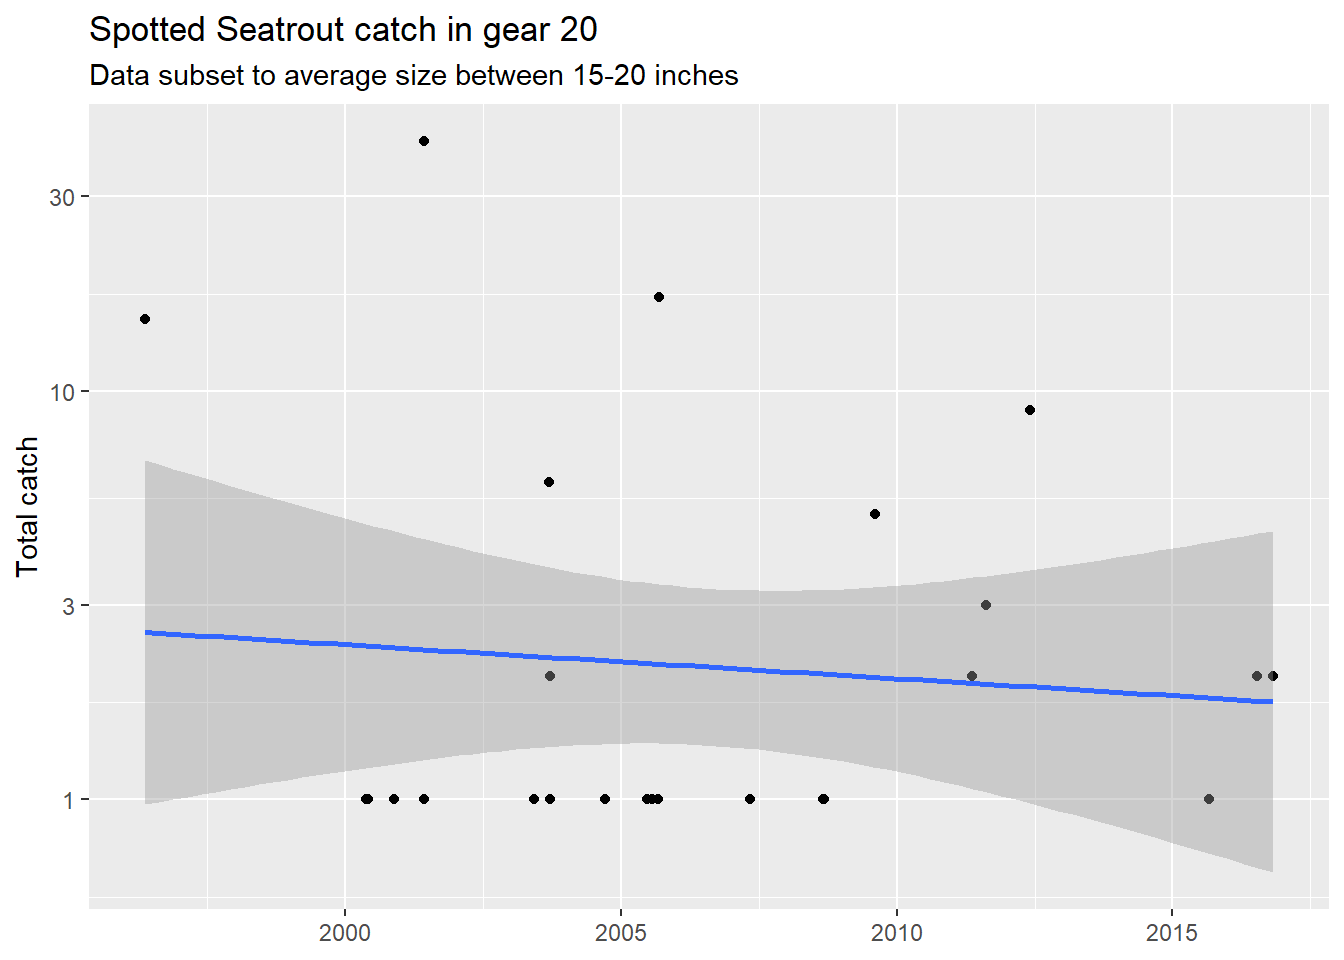 Spotted Seatrout catch in gear 20
Data subset to average size between 15-20 inches
Total catch
30
10
3
1
2000
2005
2010
2015